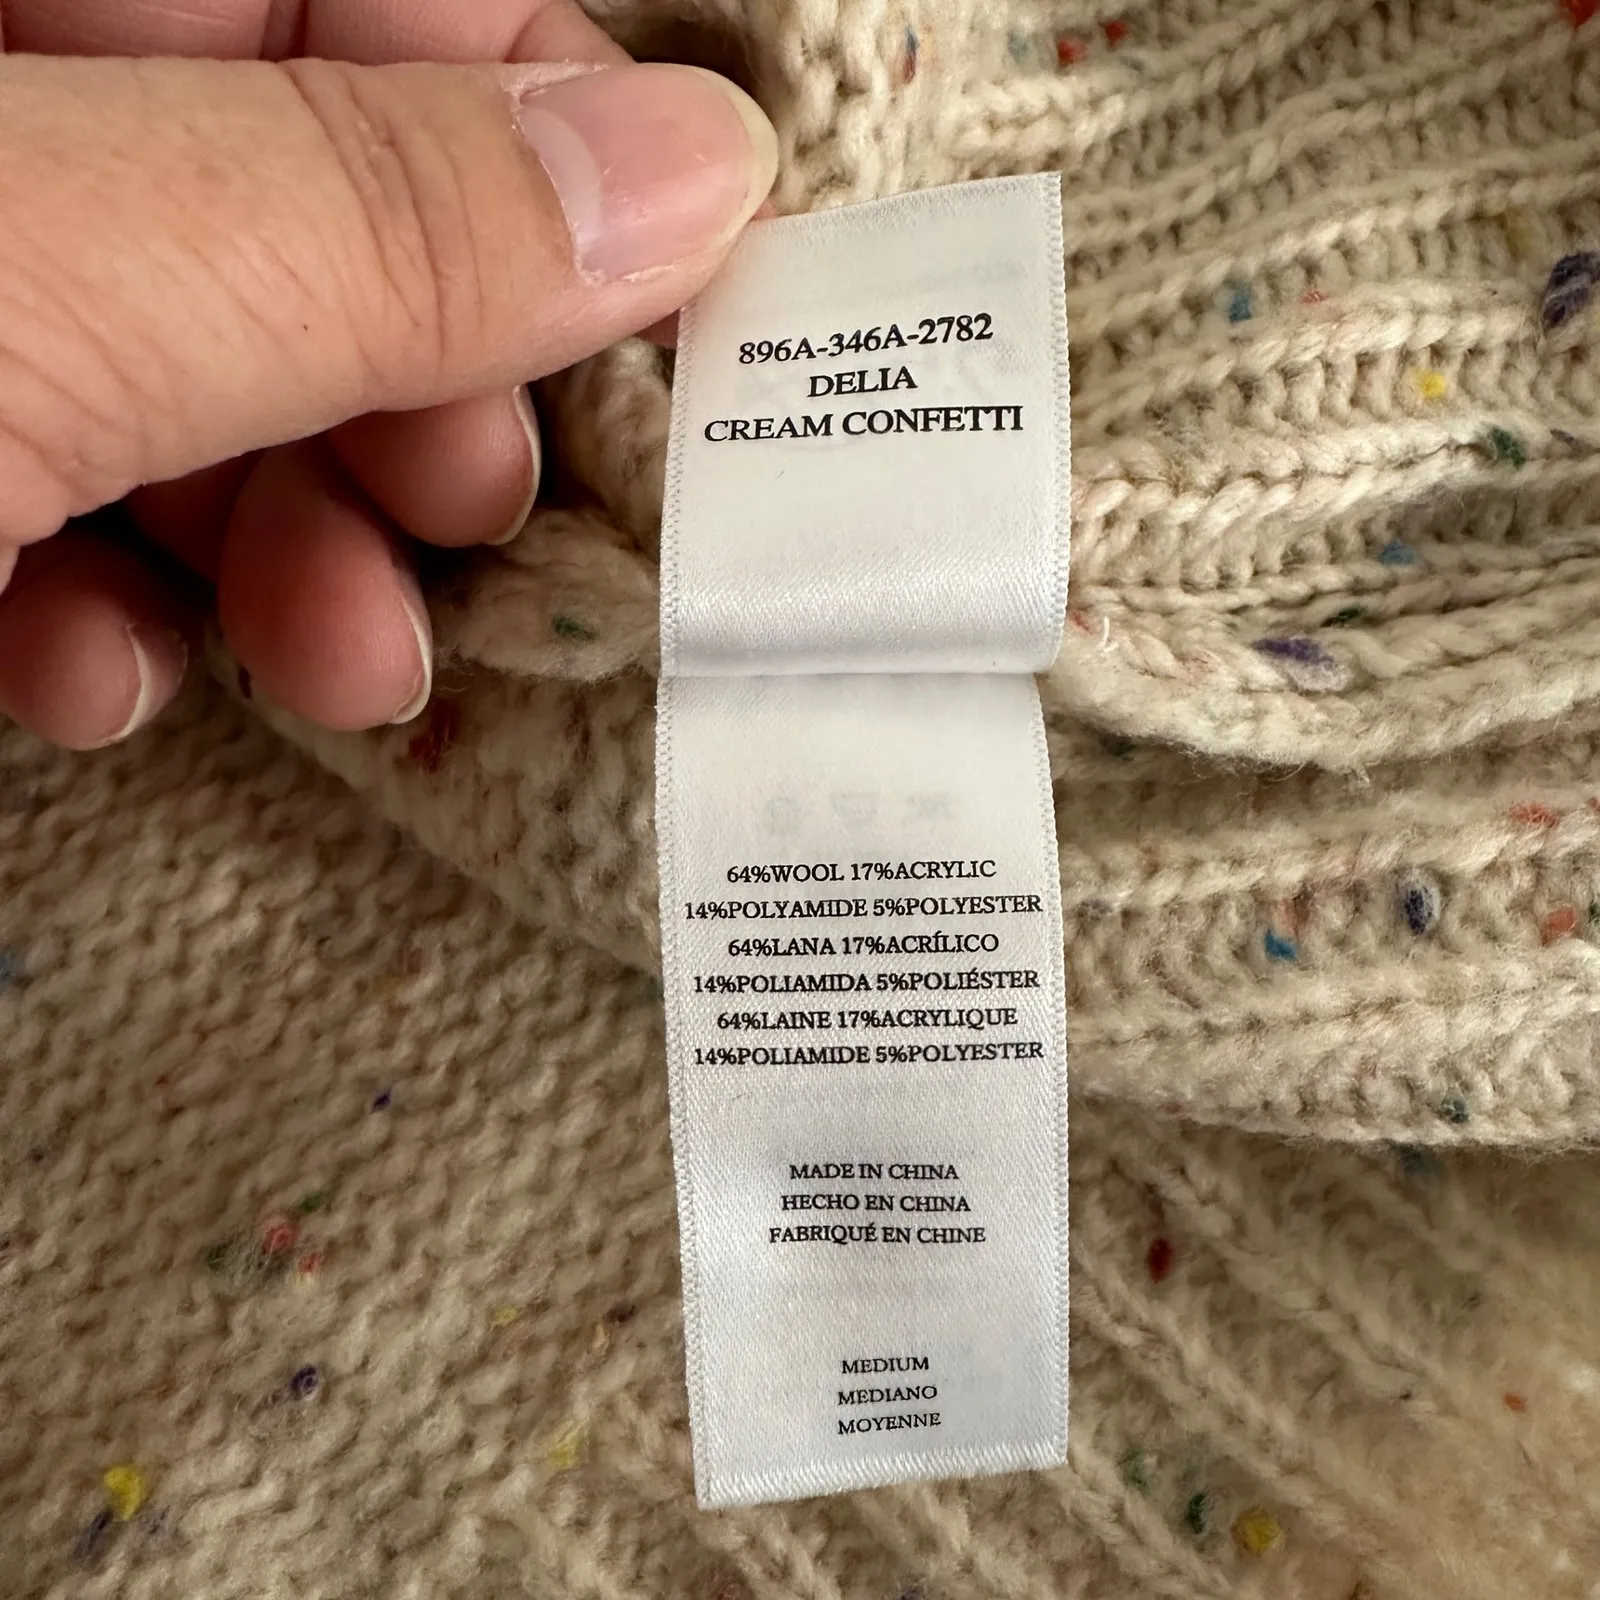 896A-346A-2782
DELIA
CREAM CONFETTI
64%WOOL 17%ACRYLIC
14%POLYAMIDE 5%POLYESTER
64%LANA 17%ACRÍLICO
14%POLIAMIDA 5%POLIÉSTER
64%LAINE 17%ACRYLIQUE
14%POLIAMIDE 5%POLYESTER
MADE IN CHINA
HECHO EN CHINA
FABRIQUÉ EN CHINE
MEDIUM
MEDIANO
MOYENNE